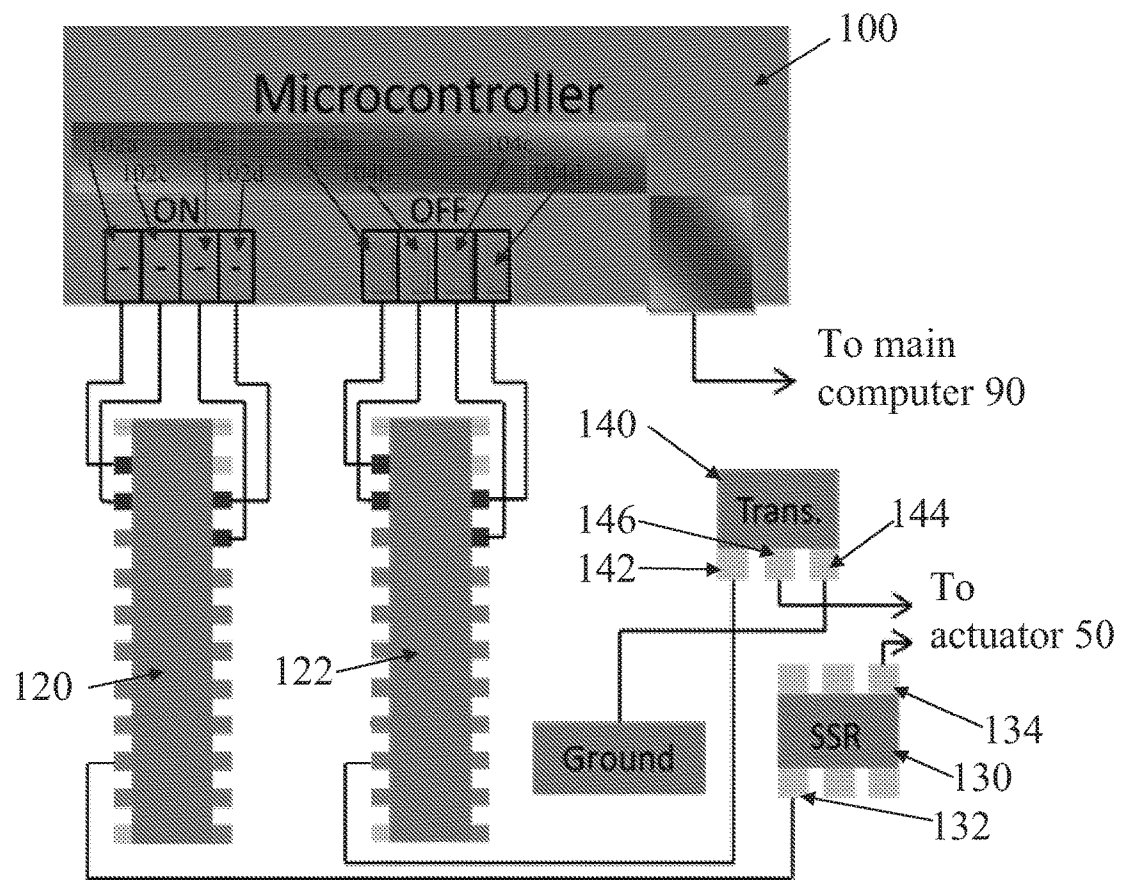 100
Microcontroller
102d
ON
OFF
To main
computer 90
140
Trans.
146
144
142
To
actuator 50
120
122
134
SSR
Ground
130
132